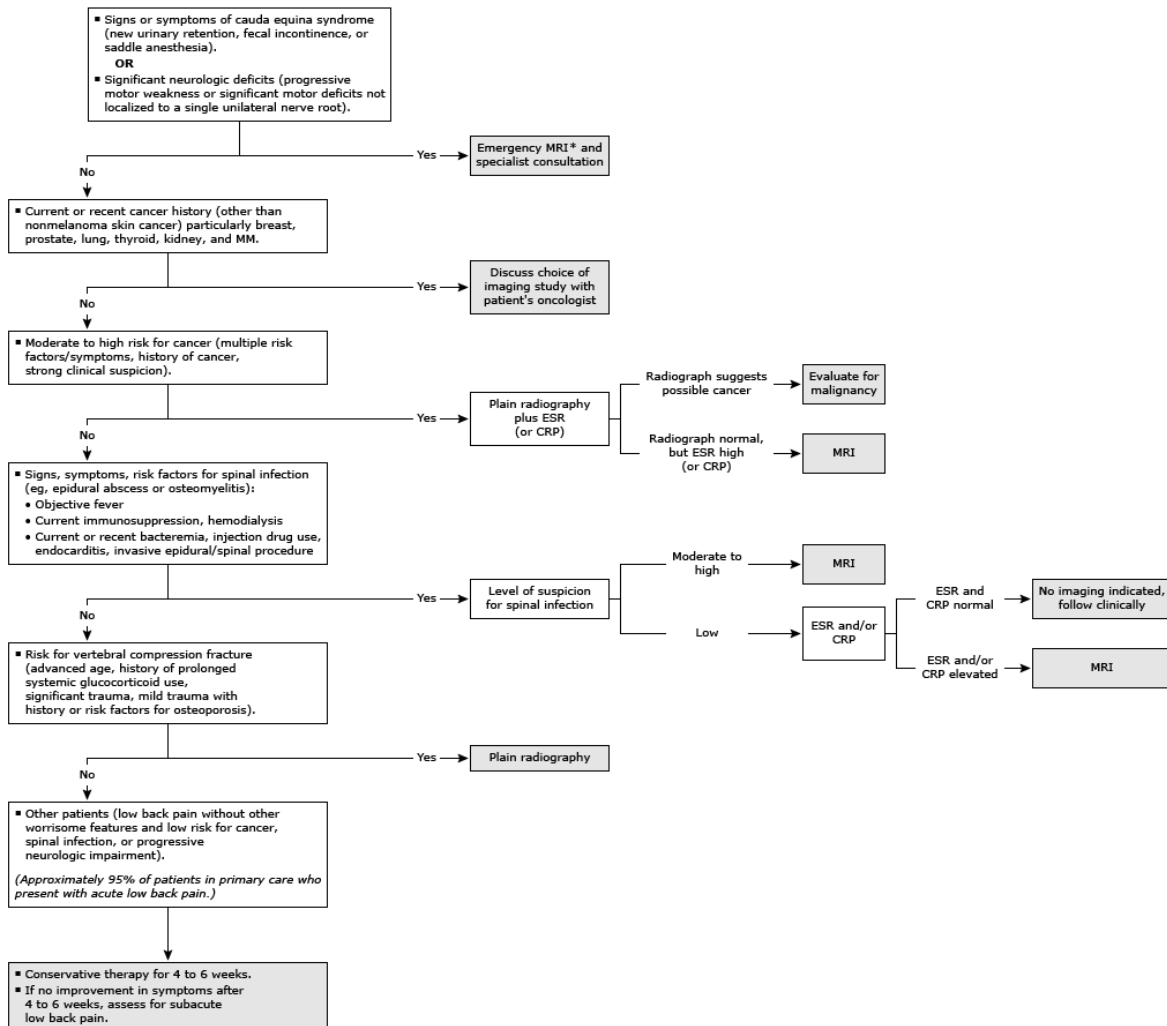 ▪ Signs or symptoms of cauda equina syndrome
(new urinary retention, fecal incontinence, or
saddle anesthesia).
OR
▪ Significant neurologic deficits (progressive
motor weakness or significant motor deficits not
localized to a single unilateral nerve root).
Yes
Emergency MRI* and
specialist consultation
No
▪ Current or recent cancer history (other than
nonmelanoma skin cancer) particularly breast,
prostate, lung, thyroid, kidney, and MM.
Yes
Discuss choice of
imaging study with
patient's oncologist
No
▪ Moderate to high risk for cancer (multiple risk
factors/symptoms, history of cancer,
strong clinical suspicion).
Yes
Plain radiography
plus ESR
(or CRP)
Radiograph suggests
possible cancer
Evaluate for
malignancy
Radiograph normal,
but ESR high
(or CRP)
MRI
No
▪ Signs, symptoms, risk factors for spinal infection
(eg, epidural abscess or osteomyelitis):
• Objective fever
• Current immunosuppression, hemodialysis
• Current or recent bacteremia, injection drug use,
endocarditis, invasive epidural/spinal procedure
Yes
Level of suspicion
for spinal infection
Moderate to
high
MRI
Low
ESR and/or
CRP
ESR and
CRP normal
No imaging indicated,
follow clinically
ESR and/or
CRP elevated
MRI
No
▪ Risk for vertebral compression fracture
(advanced age, history of prolonged
systemic glucocorticoid use,
significant trauma, mild trauma with
history or risk factors for osteoporosis).
Yes
Plain radiography
No
▪ Other patients (low back pain without other
worrisome features and low risk for cancer,
spinal infection, or progressive
neurologic impairment).
(Approximately 95% of patients in primary care who
present with acute low back pain.)
▪ Conservative therapy for 4 to 6 weeks.
▪ If no improvement in symptoms after
4 to 6 weeks, assess for subacute
low back pain.